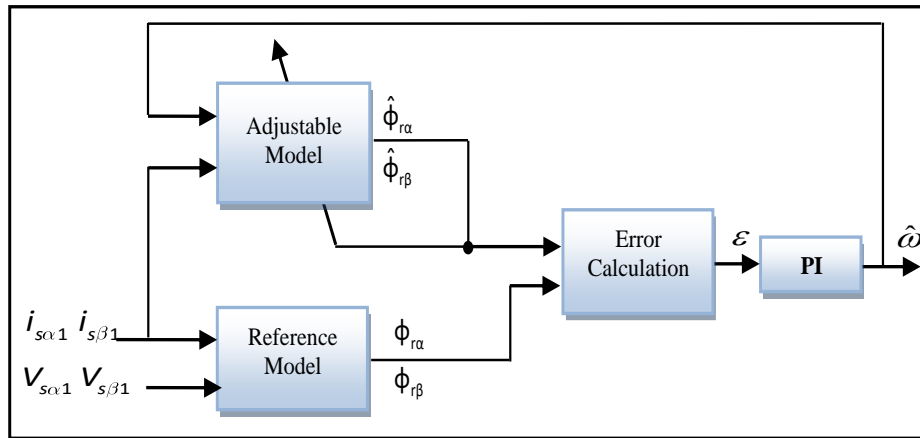 Adjustable
Model
ϕ̂rα
ϕ̂rβ
Error
Calculation
ε
PI
ω̂
isα1 isβ1
Vsα1 Vsβ1
Reference
Model
ϕrα
ϕrβ